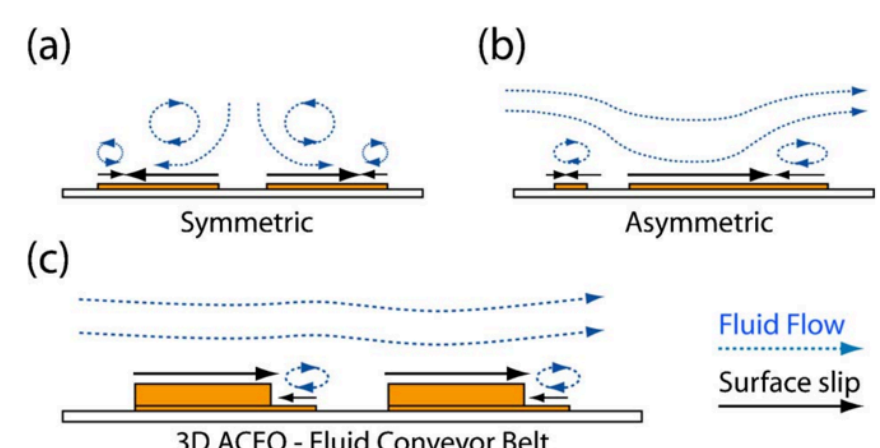 (a)
(b)
Symmetric
Asymmetric
(c)
Fluid Flow
Surface slip
3D ACEO - Fluid Conveyor Belt